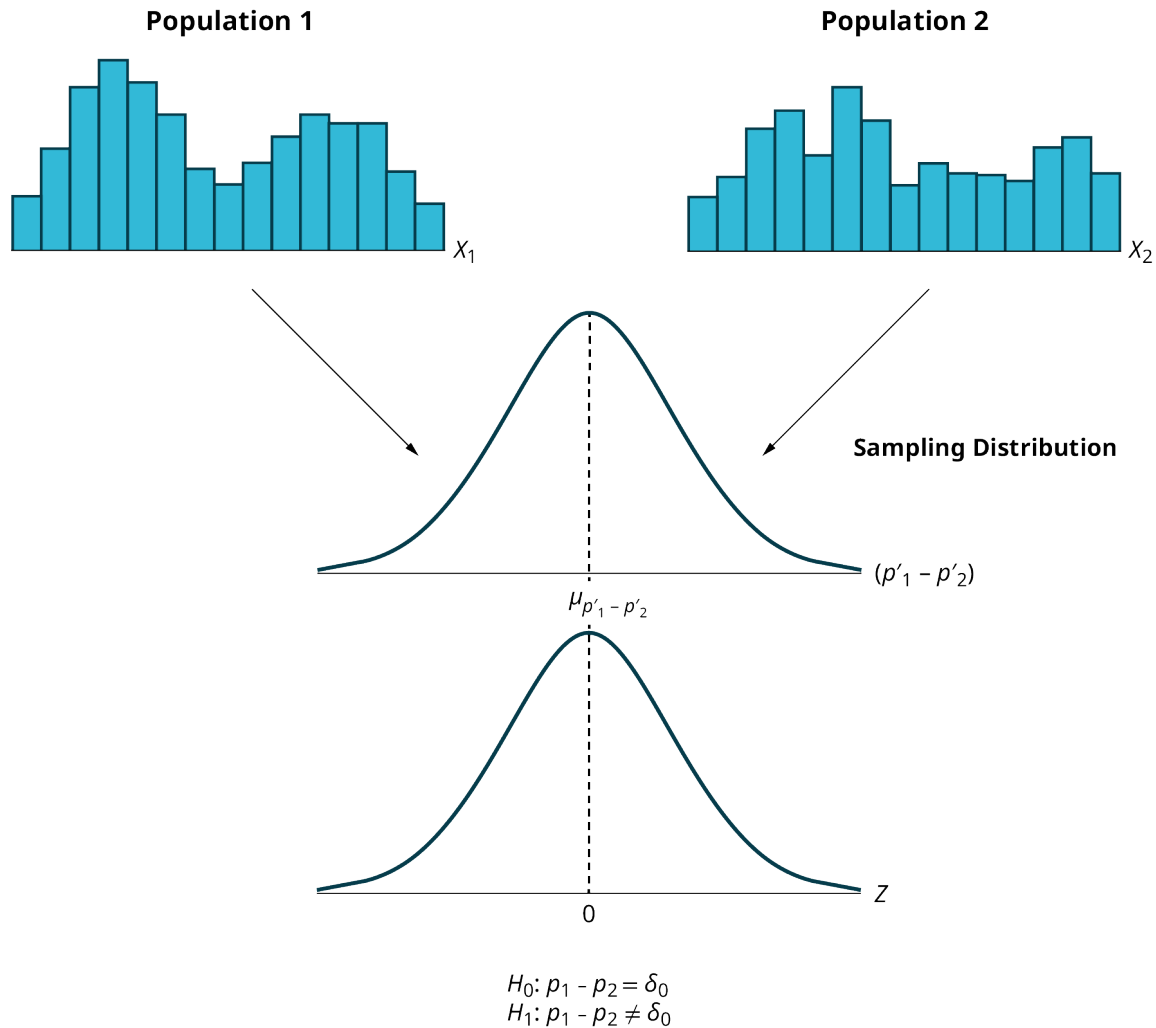 Population 1
Population 2
X₁
X₂
Sampling Distribution
(p′₁ – p′₂)
μp′₁ – p′₂
Z
0
H₀: p₁ – p₂ = δ₀
H₁: p₁ – p₂ ≠ δ₀